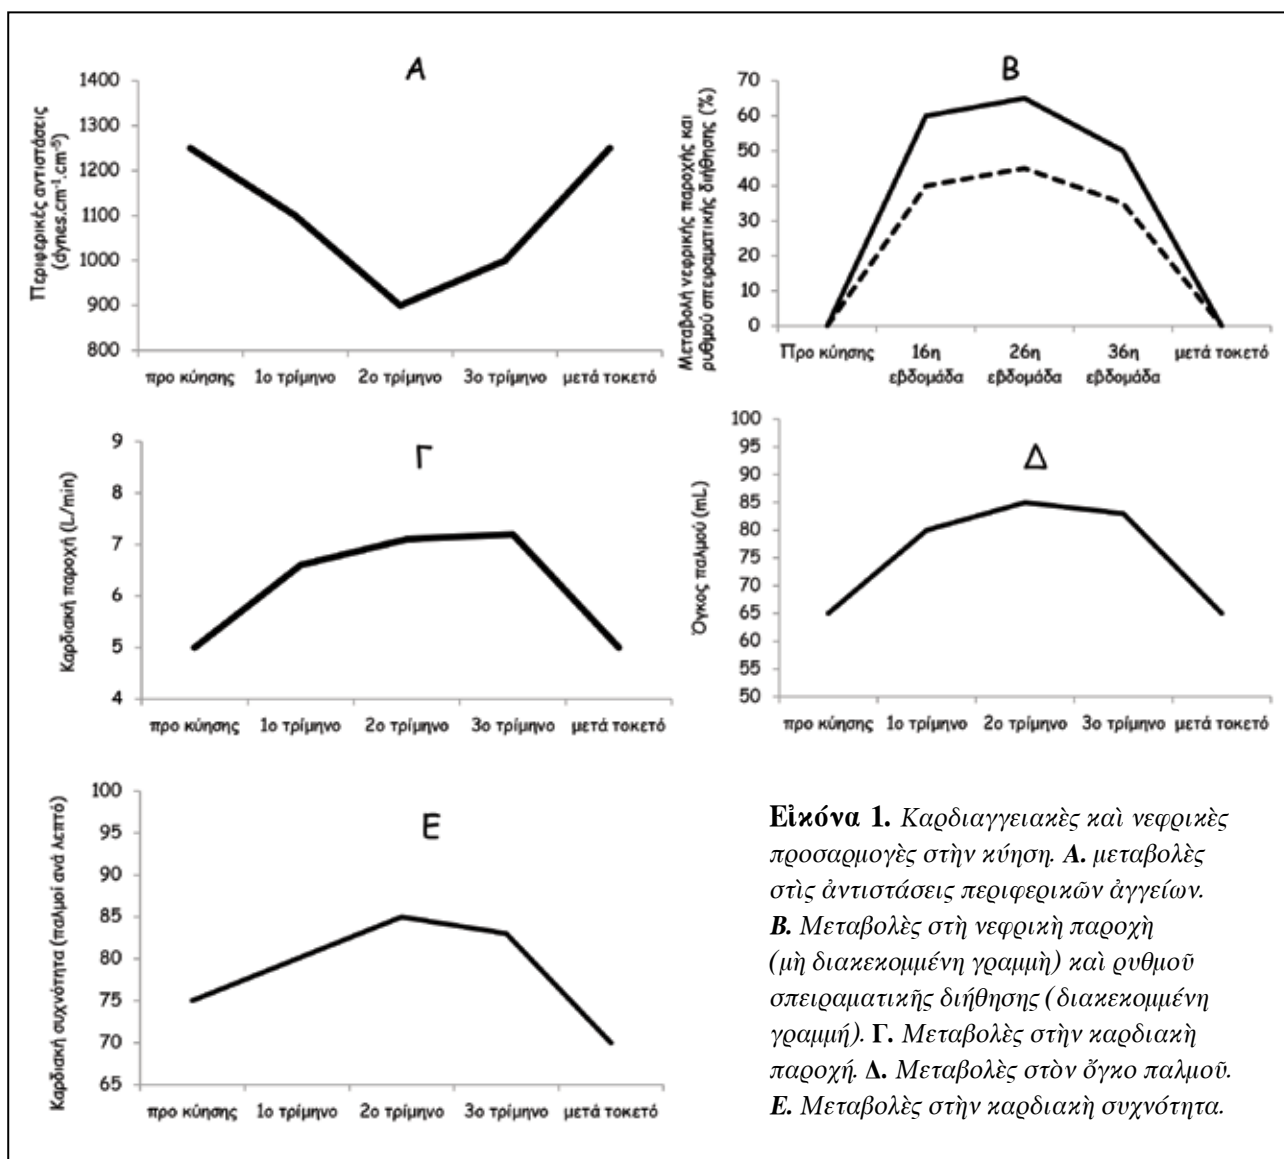 Α
Περιφερικές αντιστάσεις
(dynes.cm⁻¹.cm⁻⁵)
1400
1300
1200
1100
1000
900
800
προ κύησης 1ο τρίμηνο 2ο τρίμηνο 3ο τρίμηνο μετά τοκετό
Β
Μεταβολή νεφρικής παροχής και
ρυθμού σπειραματικής διήθησης (%)
70
60
50
40
30
20
10
0
Προ κύησης 16η 26η 36η μετά τοκετό
εβδομάδα εβδομάδα εβδομάδα
Γ
Καρδιακή παροχή (L/min)
9
8
7
6
5
4
προ κύησης 1ο τρίμηνο 2ο τρίμηνο 3ο τρίμηνο μετά τοκετό
Δ
Όγκος παλμού (mL)
100
95
90
85
80
75
70
65
60
55
50
προ κύησης 1ο τρίμηνο 2ο τρίμηνο 3ο τρίμηνο μετά τοκετό
Ε
Καρδιακή συχνότητα (παλμοί ανά λεπτό)
100
95
90
85
80
75
70
65
προ κύησης 1ο τρίμηνο 2ο τρίμηνο 3ο τρίμηνο μετά τοκετό
Εἰκόνα 1. Καρδιαγγειακὲς καὶ νεφρικὲς
προσαρμογὲς στὴν κύηση. Α. μεταβολὲς
στὶς ἀντιστάσεις περιφερικῶν ἀγγείων.
Β. Μεταβολὲς στὴ νεφρικὴ παροχὴ
(μὴ διακεκομμένη γραμμὴ) καὶ ρυθμοῦ
σπειραματικῆς διήθησης (διακεκομμένη
γραμμή). Γ. Μεταβολὲς στὴν καρδιακὴ
παροχή. Δ. Μεταβολὲς στὸν ὄγκο παλμοῦ.
Ε. Μεταβολὲς στὴν καρδιακὴ συχνότητα.